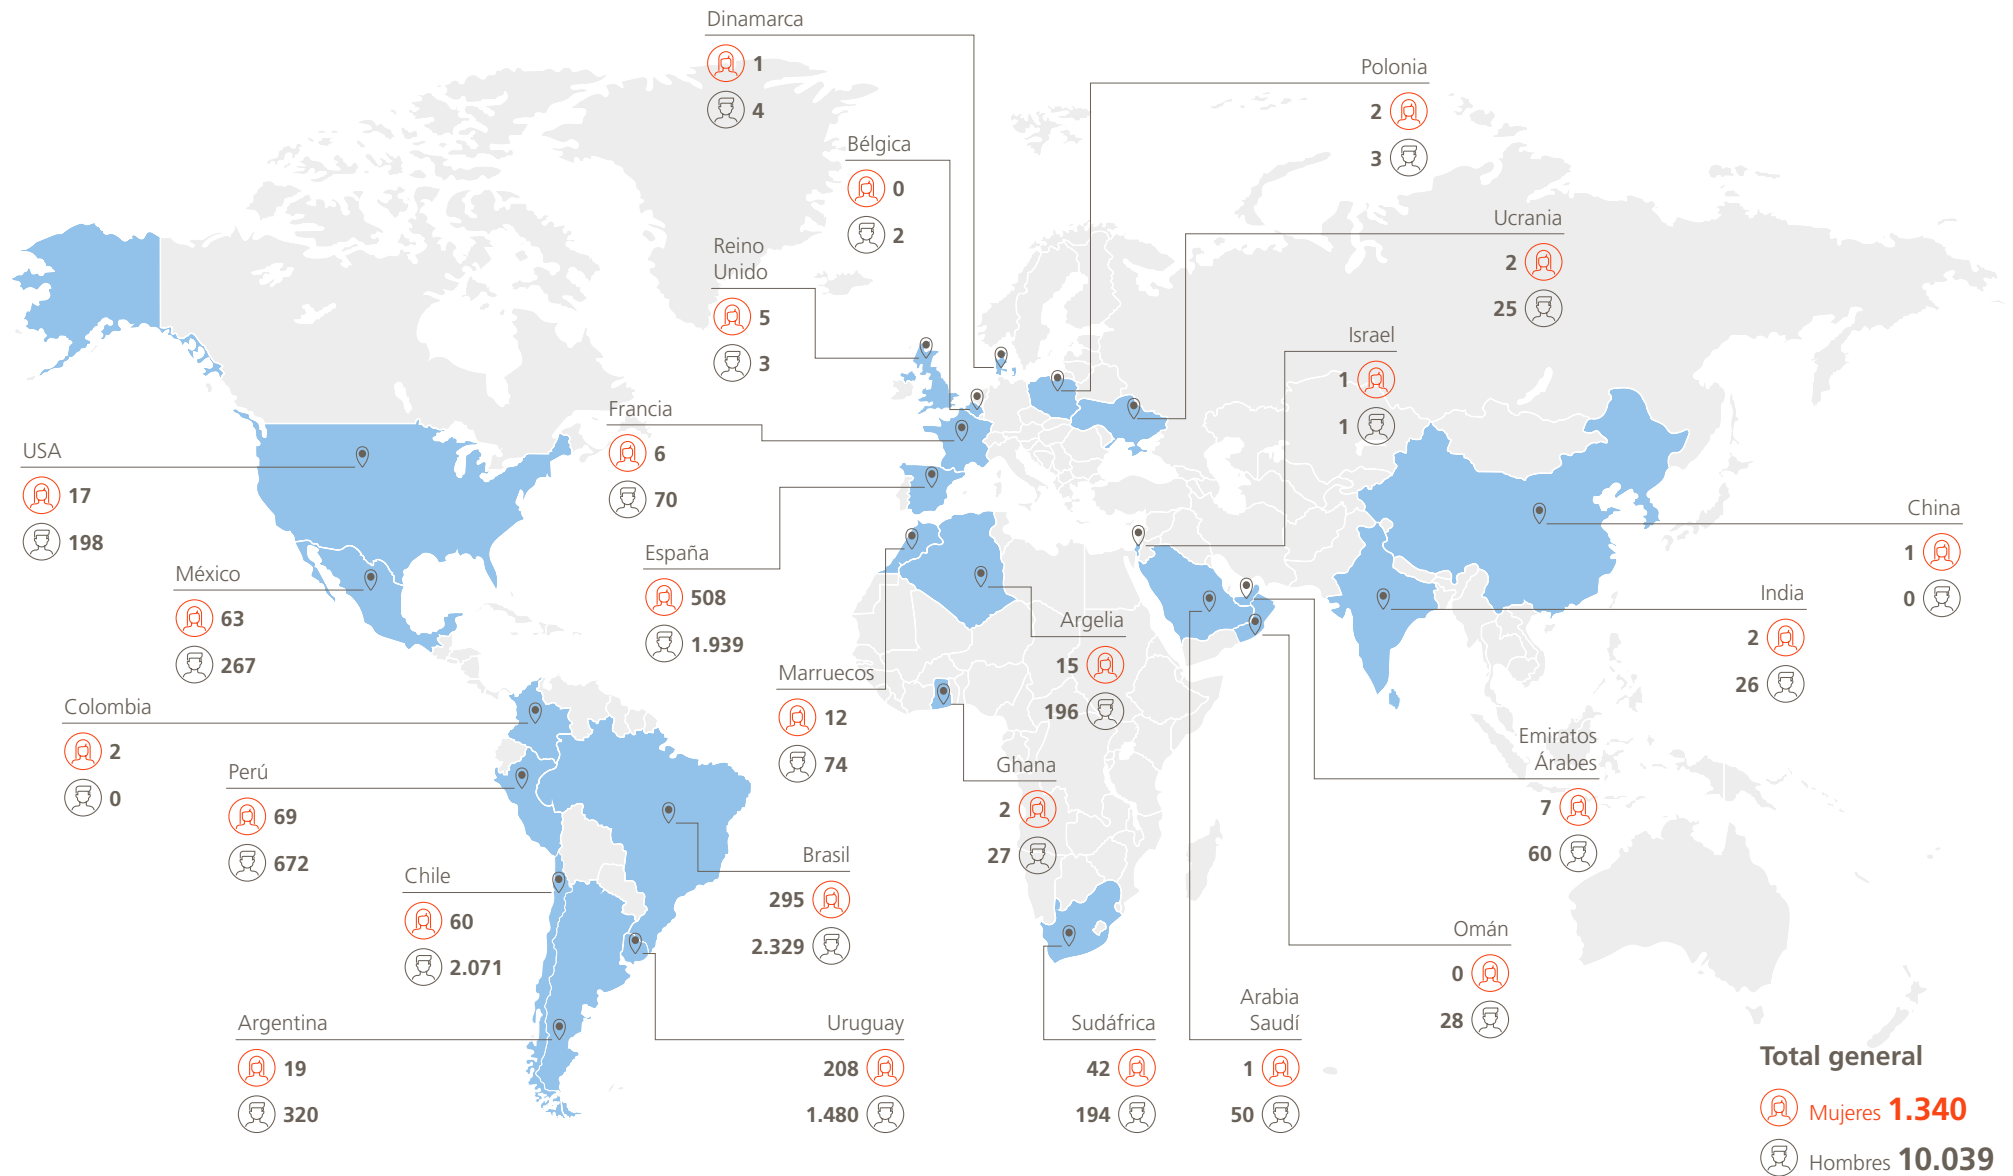 Dinamarca
1
4
Polonia
2
3
Bélgica
0
2
Ucrania
2
25
Reino
Unido
5
3
Israel
1
1
Francia
6
70
USA
17
198
China
1
0
España
508
1.939
México
63
267
India
2
26
Argelia
15
196
Marruecos
12
74
Colombia
2
0
Emiratos
Árabes
7
60
Perú
69
672
Ghana
2
27
Brasil
295
2.329
Chile
60
2.071
Omán
0
28
Argentina
19
320
Uruguay
208
1.480
Sudáfrica
42
194
Arabia
Saudí
1
50
Total general
Mujeres 1.340
Hombres 10.039